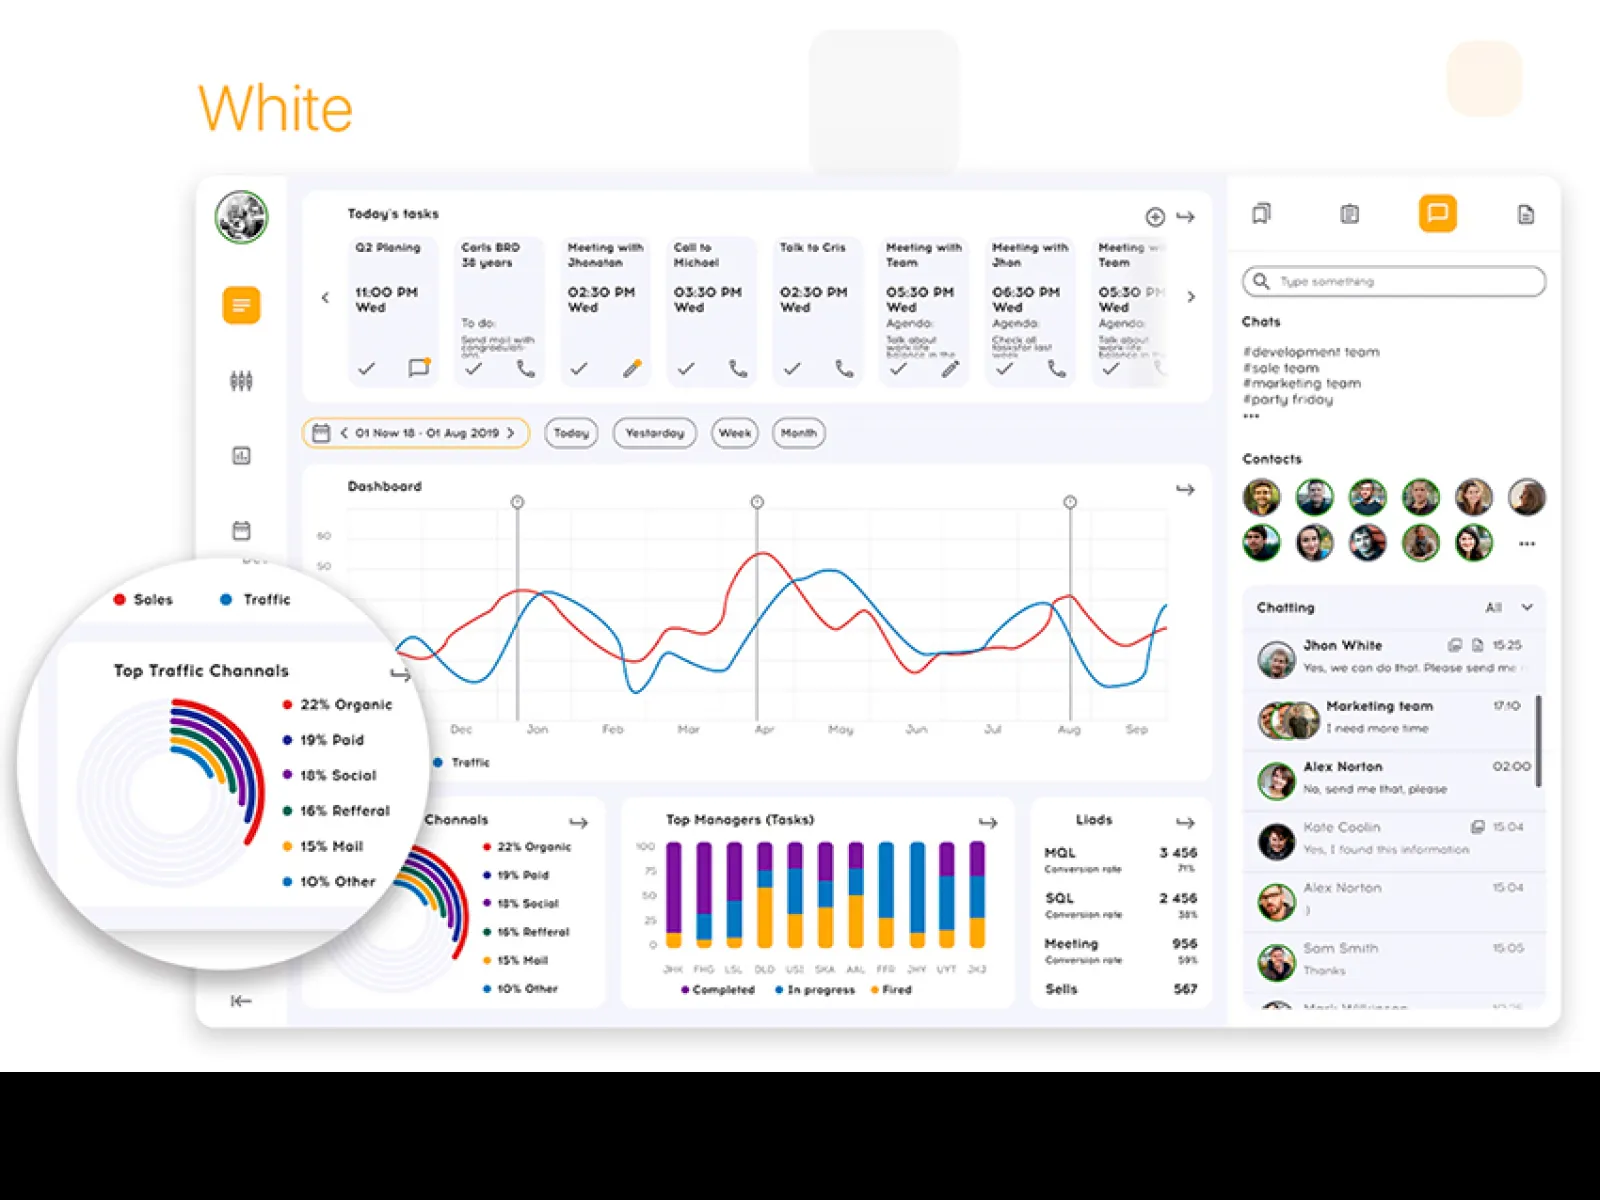 White
Today's tasks
Q2 Planing
11:00 PM
Wed
Carls BRD
38 years
To do:
Send mail with
congradulati-
ons.
Meeting with
Jhonatan
02:30 PM
Wed
Call to
Michael
03:30 PM
Wed
Talk to Cris
02:30 PM
Wed
Meeting with
Team
05:30 PM
Wed
Agenda:
Talk about
work-life
balance in the
Meeting with
Jhon
06:30 PM
Wed
Agenda:
Check all
tasks for last
week
Meeting
Team
05:30 PM
Wed
Agenda:
Talk about
work-life
balance in the
01 Now 18 - 01 Aug 2019
Today
Yestarday
Week
Month
Dashboard
60
50
Dec Jan Feb Mar Apr May Jun Jul Aug Sep
Traffic
Sales Traffic
Top Traffic Channals
22% Organic
19% Paid
18% Social
16% Refferal
15% Mail
10% Other
Channals
22% Organic
19% Paid
18% Social
16% Refferal
15% Mail
10% Other
Top Managers (Tasks)
100
75
50
25
0
JHK FHG LSL DLD USI SKA AAL FFR JHY UYT JKJ
Completed In progress Fired
Liads
MQL 3 456
Conversion rate 71%
SQL 2 456
Conversion rate 38%
Meeting 956
Conversion rate 59%
Sells 567
Type something
Chats
#development team
#sale team
#marketing team
#party friday
Contacts
Chatting All
Jhon White 15:25
Yes, we can do that. Please send me
Marketing team 17:10
I need more time
Alex Norton 02:00
No, send me that, please
Kate Coolin 15:04
Yes, I found this information
Alex Norton 15:04
:)
Sam Smith 15:05
Thanks